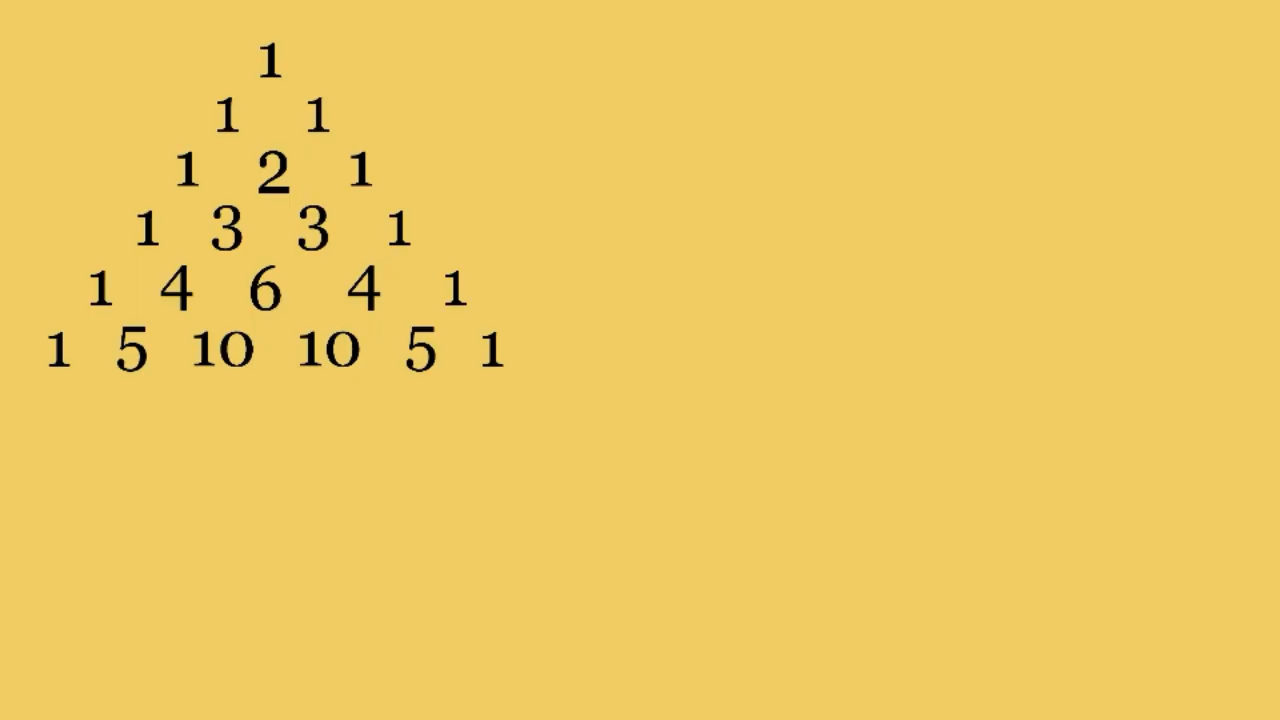 1
1 1
1 2 1
1 3 3 1
1 4 6 4 1
1 5 10 10 5 1